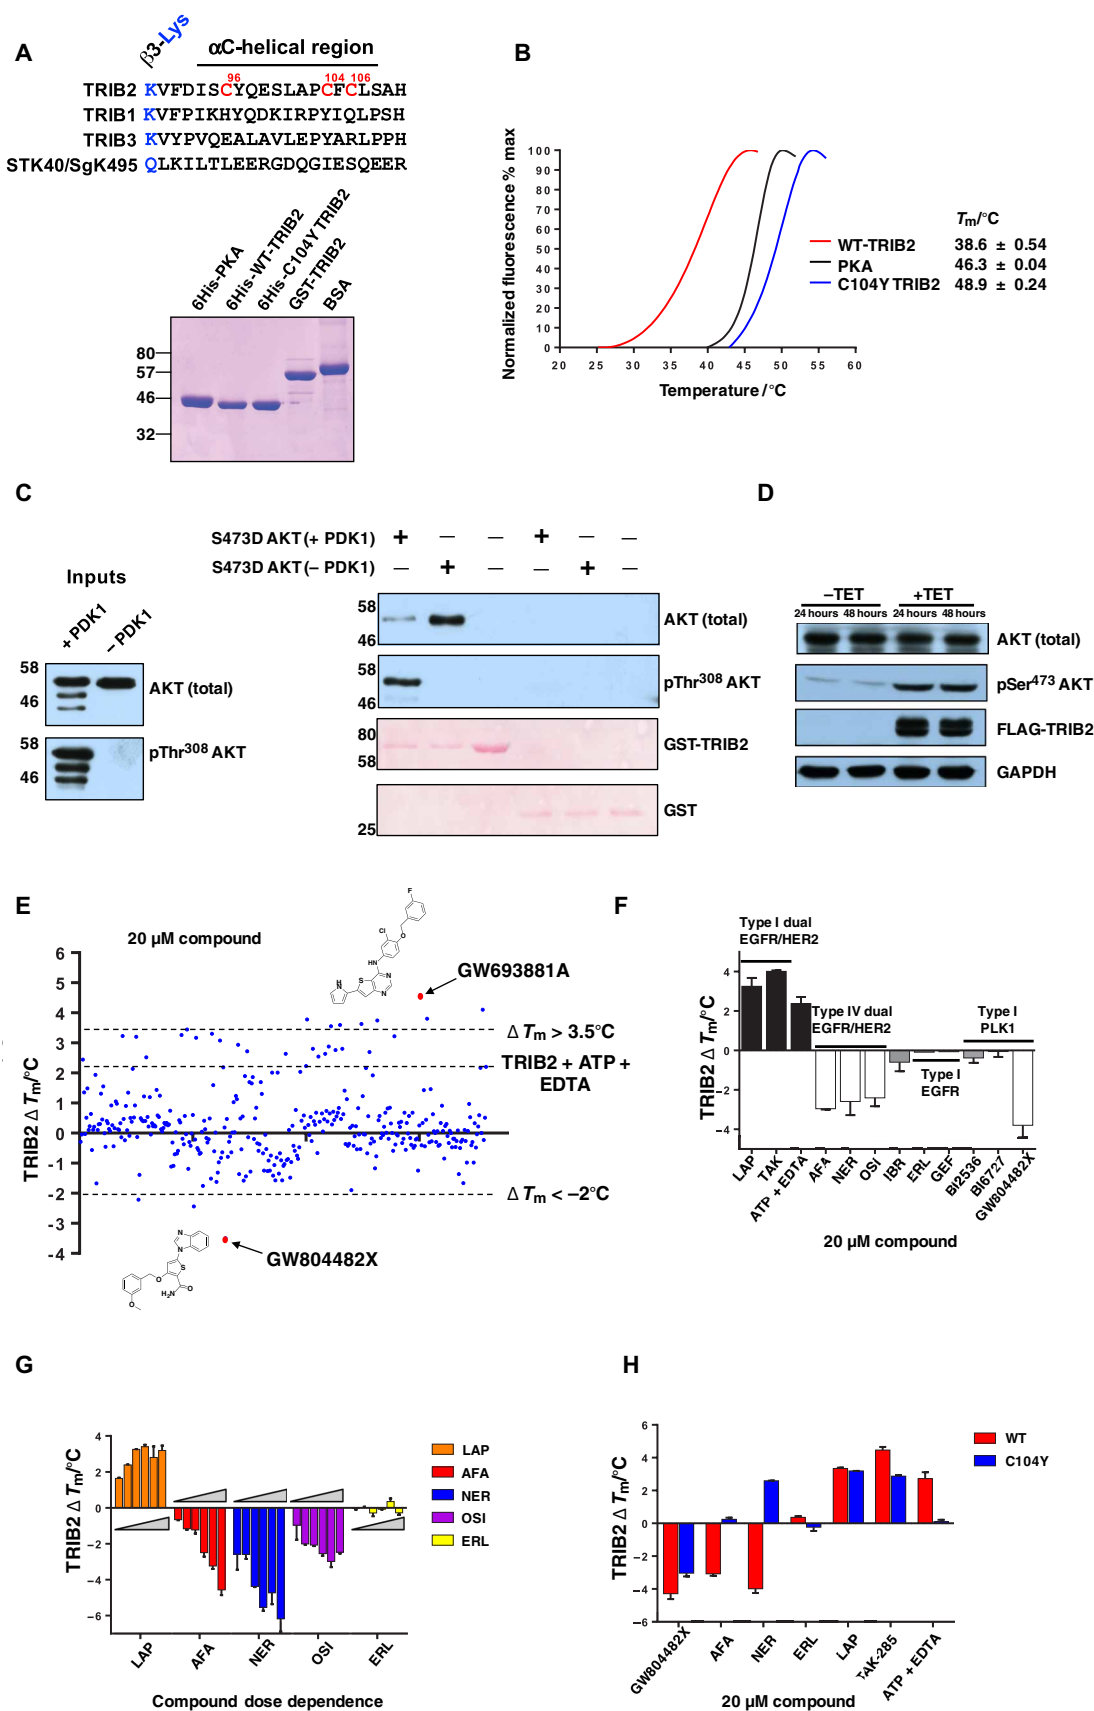 A
β3-Lys
αC-helical region
96 104 106
TRIB2 KVFDISCYQESLAPCFCLSAH
TRIB1 KVFPIKHYQDKIRPYIQLPSH
TRIB3 KVYPVQEALAVLEPYARLPPH
STK40/SgK495 QLKILTLEERGDQGIESQEER
6His-PKA
6His-WT-TRIB2
6His-C104Y TRIB2
GST-TRIB2
BSA
80
57
46
32
B
Normalized fluorescence % max
100
90
80
70
60
50
40
30
20
10
0
20 25 30 35 40 45 50 55 60
Temperature /°C
Tm/°C
WT-TRIB2 38.6 ± 0.54
PKA 46.3 ± 0.04
C104Y TRIB2 48.9 ± 0.24
C
Inputs
+ PDK1
– PDK1
58
46
AKT (total)
58
46
pThr308 AKT
S473D AKT (+ PDK1) + – – + – –
S473D AKT (– PDK1) – + – – + –
58
46
AKT (total)
58
46
pThr308 AKT
80
58
GST-TRIB2
25
GST
D
–TET +TET
24 hours 48 hours 24 hours 48 hours
AKT (total)
pSer473 AKT
FLAG-TRIB2
GAPDH
E
20 µM compound
TRIB2 Δ Tm/°C
6
5
4
3
2
1
0
-1
-2
-3
-4
F
Cl
O
HN
N
N
S
H
N
GW693881A
Δ Tm > 3.5°C
TRIB2 + ATP +
EDTA
Δ Tm < –2°C
GW804482X
N
N
S
O
O
H2N
O
F
Type I dual
EGFR/HER2
Type IV dual
EGFR/HER2
Type I
PLK1
Type I
EGFR
TRIB2 Δ Tm/°C
4
2
0
–2
–4
LAP
TAK
ATP + EDTA
AFA
NER
OSI
IBR
ERL
GEF
BI2536
BI6727
GW804482X
20 µM compound
G
TRIB2 Δ Tm/°C
4
2
0
–2
–4
–6
LAP
AFA
NER
OSI
ERL
LAP
AFA
NER
OSI
ERL
Compound dose dependence
H
TRIB2 Δ Tm/°C
6
4
2
0
–2
–4
–6
WT
C104Y
GW804482X
AFA
NER
ERL
LAP
TAK-285
ATP + EDTA
20 µM compound